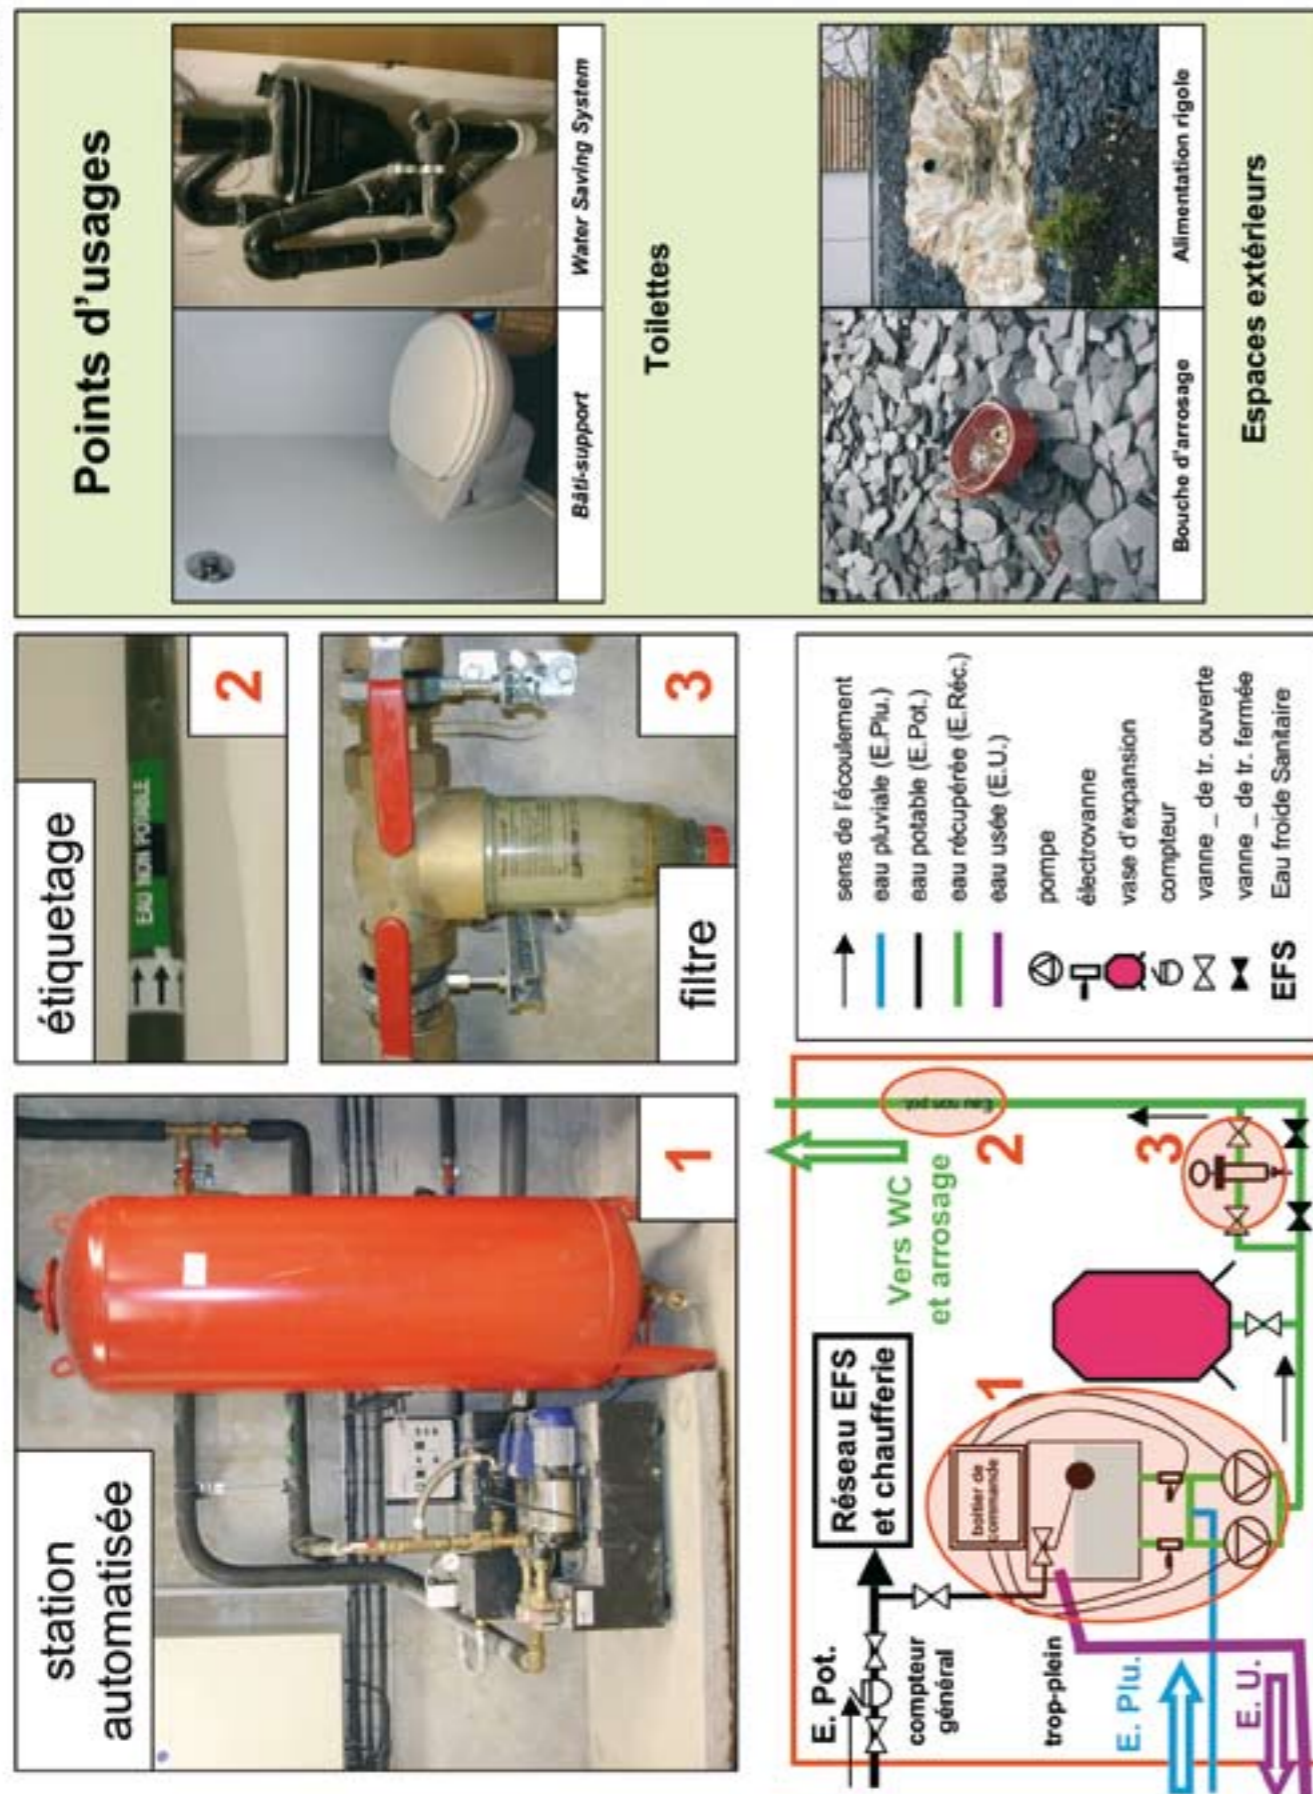 station
automatisée
1
étiquetage
EAU NON POTABLE
2
filtre
3
Points d'usages
Bâti-support
Water Saving System
Toilettes
Bouche d'arrosage
Alimentation rigole
Espaces extérieurs
E. Pot.
compteur
général
trop-plein
E. Plu.
E. U.
Réseau EFS
et chaufferie
boîtier de
commande
1
Vers WC
et arrosage
2
Eau non pot.
3
sens de l'écoulement
eau pluviale (E.Plu.)
eau potable (E.Pot.)
eau récupérée (E.Réc.)
eau usée (E.U.)
pompe
électrovanne
vase d'expansion
compteur
vanne _ de tr. ouverte
vanne _ de tr. fermée
EFS Eau froide Sanitaire